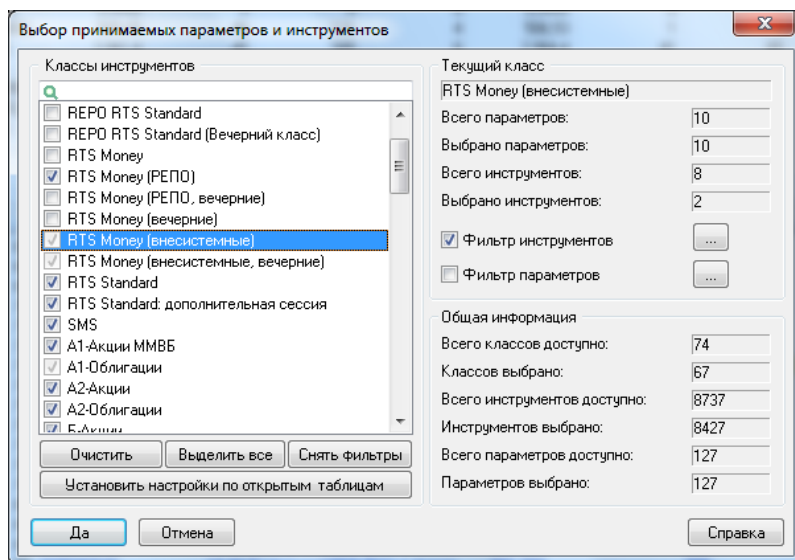 Выбор принимаемых параметров и инструментов
Классы инструментов
REPO RTS Standard
REPO RTS Standard (Вечерний класс)
RTS Money
RTS Money (РЕПО)
RTS Money (РЕПО, вечерние)
RTS Money (вечерние)
RTS Money (внесистемные)
RTS Money (внесистемные, вечерние)
RTS Standard
RTS Standard: дополнительная сессия
SMS
А1-Акции ММВБ
А1-Облигации
А2-Акции
А2-Облигации
Б-Акции
Очистить
Выделить все
Снять фильтры
Установить настройки по открытым таблицам
Текущий класс
RTS Money (внесистемные)
Всего параметров: 10
Выбрано параметров: 10
Всего инструментов: 8
Выбрано инструментов: 2
Фильтр инструментов ...
Фильтр параметров ...
Общая информация
Всего классов доступно: 74
Классов выбрано: 67
Всего инструментов доступно: 8737
Инструментов выбрано: 8427
Всего параметров доступно: 127
Параметров выбрано: 127
Да
Отмена
Справка